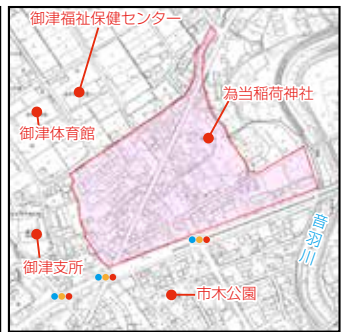 御津福祉保健センター
為当稲荷神社
御津体育館
御津支所
音羽川
市木公園